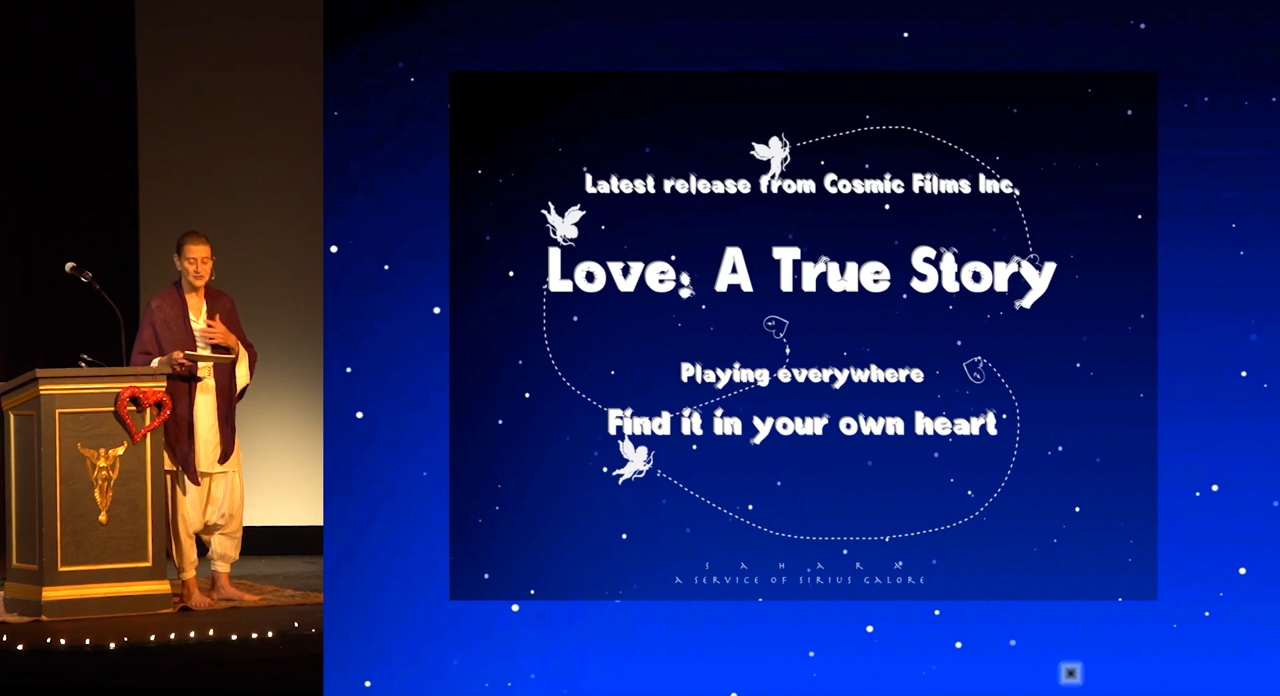 Latest release from Cosmic Films Inc.
Love: A True Story
Playing everywhere
Find it in your own heart
S A H A R A
A SERVICE OF SIRIUS GALORE